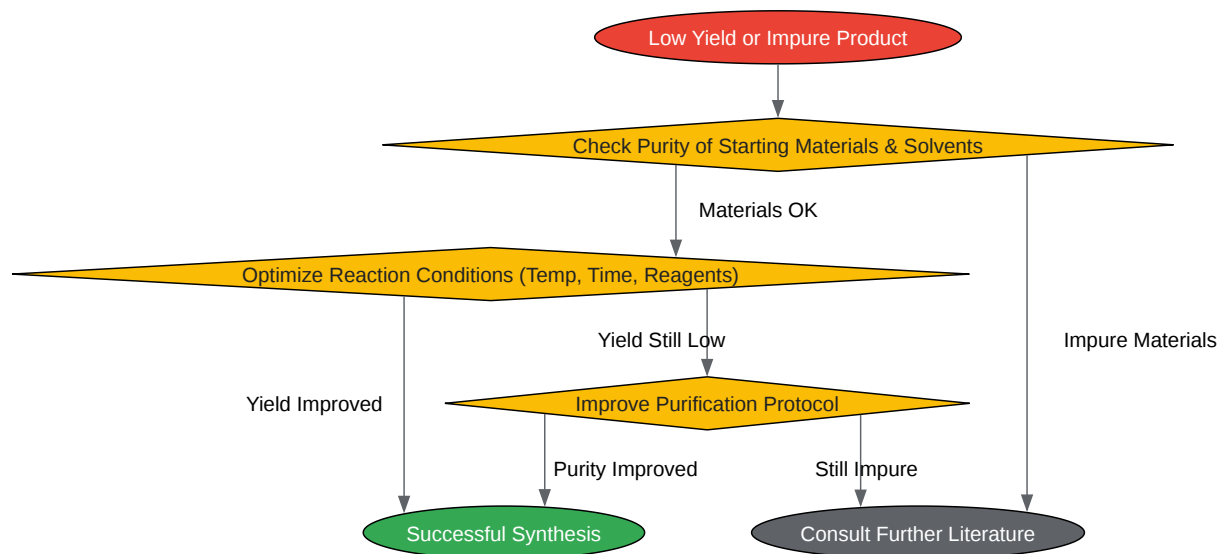 Low Yield or Impure Product
Check Purity of Starting Materials & Solvents
Materials OK
Optimize Reaction Conditions (Temp, Time, Reagents)
Yield Still Low
Impure Materials
Yield Improved
Improve Purification Protocol
Purity Improved
Still Impure
Successful Synthesis
Consult Further Literature